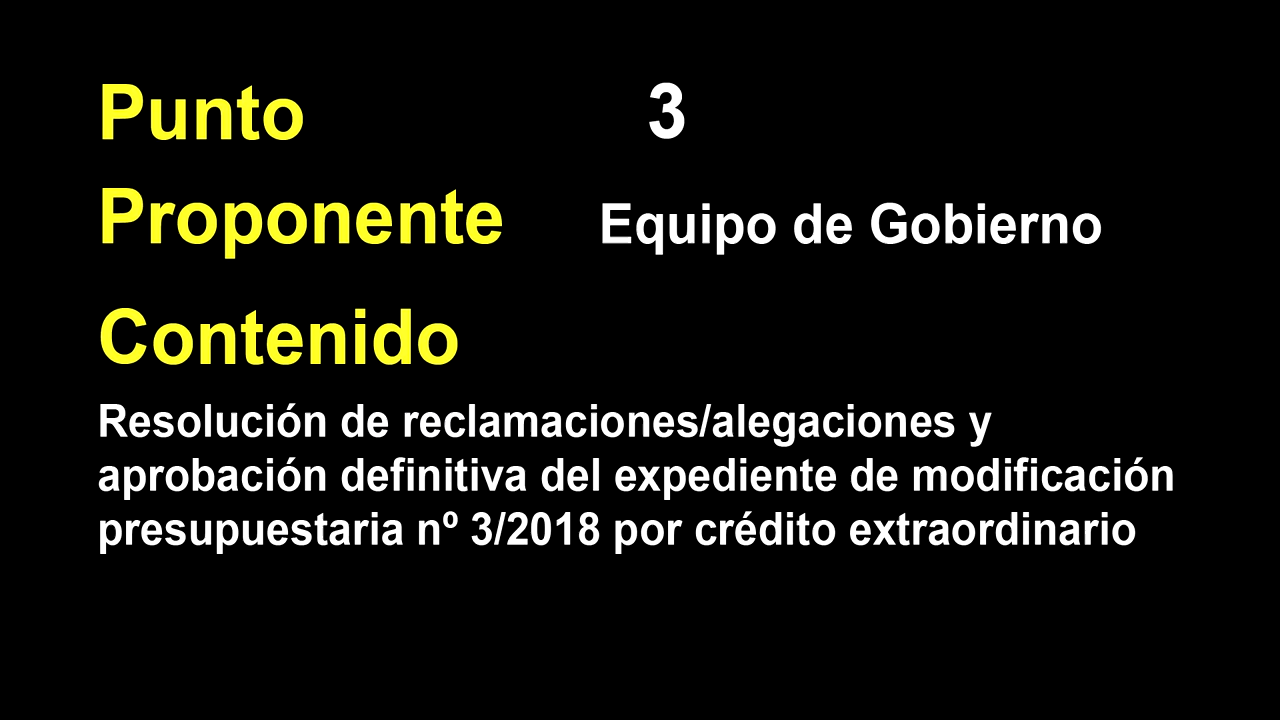 Punto 3
Proponente Equipo de Gobierno
Contenido
Resolución de reclamaciones/alegaciones y
aprobación definitiva del expediente de modificación
presupuestaria nº 3/2018 por crédito extraordinario